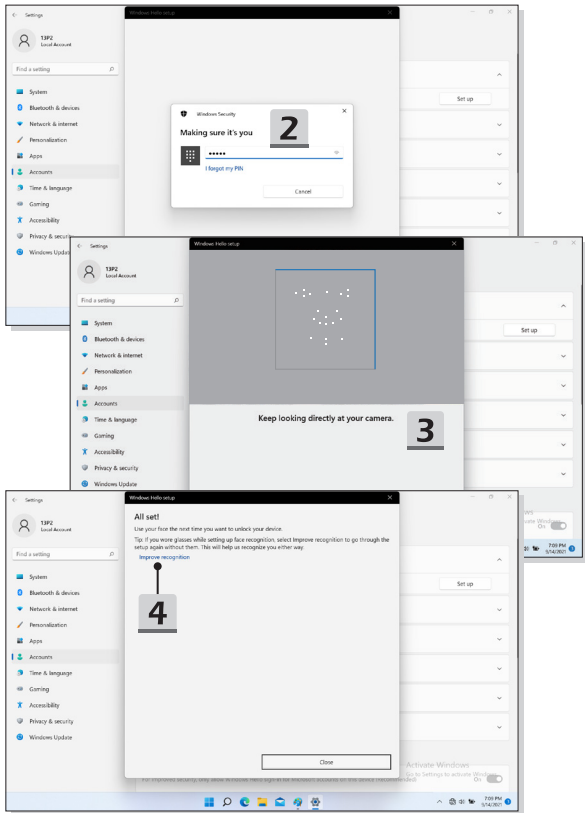 Settings
Windows Hello setup
13P2
Local Account
Find a setting
System
Bluetooth & devices
Network & internet
Personalization
Apps
Accounts
Time & language
Gaming
Accessibility
Privacy & security
Windows Update
Set up
Windows Security
Making sure it's you
2
I forgot my PIN
Cancel
Settings
Windows Hello setup
13P2
Local Account
Find a setting
System
Bluetooth & devices
Network & internet
Personalization
Apps
Accounts
Time & language
Gaming
Accessibility
Privacy & security
Windows Update
Set up
Keep looking directly at your camera.
3
On
7:09 PM
5/14/2021
Settings
Windows Hello setup
13P2
Local Account
Find a setting
System
Bluetooth & devices
Network & internet
Personalization
Apps
Accounts
Time & language
Gaming
Accessibility
Privacy & security
Windows Update
All set!
Use your face the next time you want to unlock your device.
Tip: If you wore glasses while setting up face recognition, select Improve recognition to go through the
setup again without them. This will help us recognize you either way.
Improve recognition
4
Set up
Close
Activate Windows
Go to Settings to activate Windows.
On
7:09 PM
5/14/2021